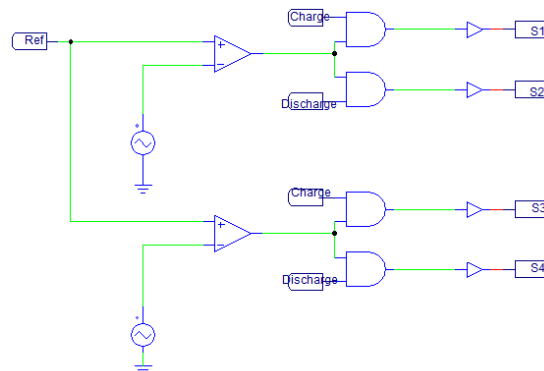 Charge
S1
Ref
S2
Discharge
Charge
S3
S4
Discharge